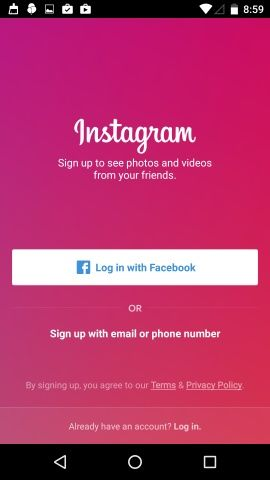 8:59
Instagram
Sign up to see photos and videos
from your friends.
Log in with Facebook
OR
Sign up with email or phone number
By signing up, you agree to our Terms & Privacy Policy.
Already have an account? Log in.